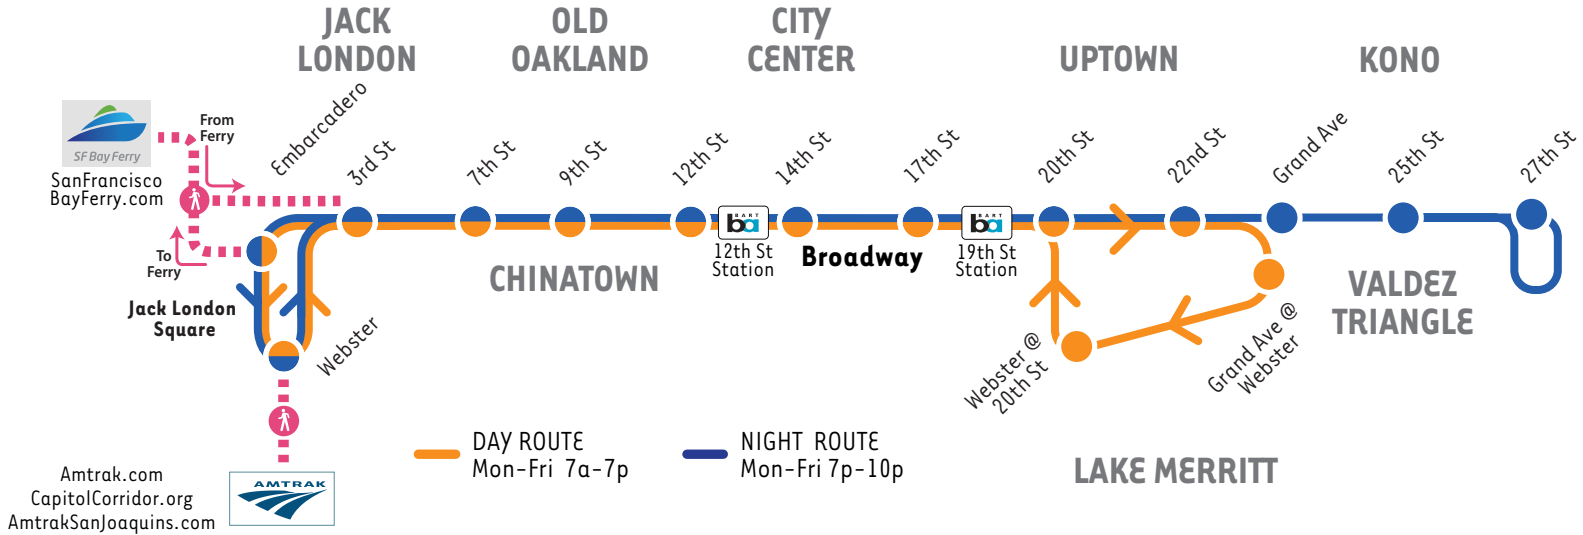 JACK
LONDON
OLD
OAKLAND
CITY
CENTER
UPTOWN
KONO
SF Bay Ferry
SanFrancisco
BayFerry.com
From
Ferry
To
Ferry
Embarcadero
3rd St
7th St
9th St
12th St
14th St
17th St
20th St
22nd St
Grand Ave
25th St
27th St
BART
ba
12th St
Station
Broadway
BART
ba
19th St
Station
CHINATOWN
VALDEZ
TRIANGLE
Jack London
Square
Webster
Webster @
20th St
Grand Ave @
Webster
DAY ROUTE
Mon-Fri 7a-7p
NIGHT ROUTE
Mon-Fri 7p-10p
LAKE MERRITT
Amtrak.com
CapitolCorridor.org
AmtrakSanJoaquins.com
AMTRAK